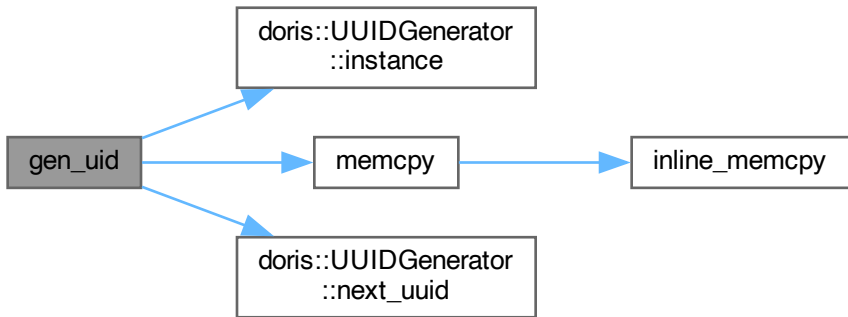 doris::UUIDGenerator
::instance
gen_uid
memcpy
inline_memcpy
doris::UUIDGenerator
::next_uuid